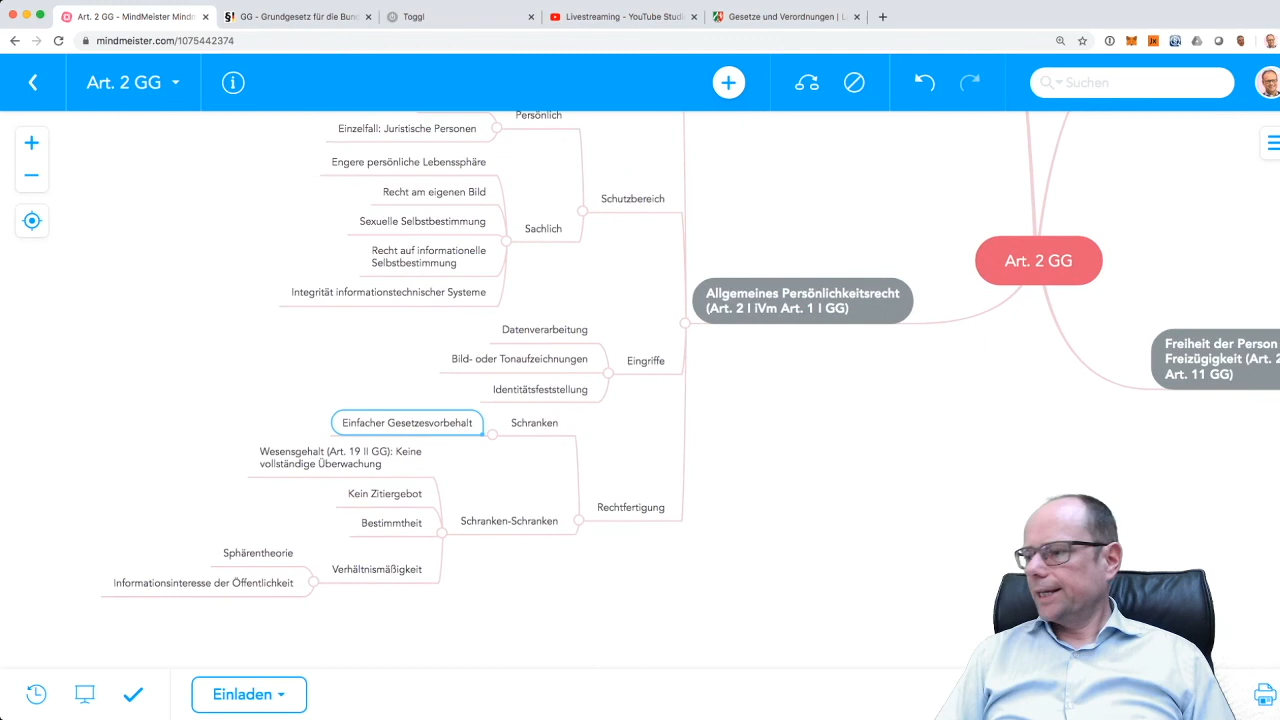 Art. 2 GG - MindMeister Mindm
GG - Grundgesetz für die Bun
Toggl
Livestreaming - YouTube Studi
Gesetze und Verordnungen | L
mindmeister.com/1075442374
Art. 2 GG
Suchen
Persönlich
Einzelfall: Juristische Personen
Engere persönliche Lebenssphäre
Recht am eigenen Bild
Schutzbereich
Sexuelle Selbstbestimmung
Sachlich
Recht auf informationelle
Selbstbestimmung
Integrität informationstechnischer Systeme
Art. 2 GG
Allgemeines Persönlichkeitsrecht
(Art. 2 I iVm Art. 1 I GG)
Datenverarbeitung
Bild- oder Tonaufzeichnungen
Eingriffe
Identitätsfeststellung
Freiheit der Person
Freizügigkeit (Art. 2
Art. 11 GG)
Einfacher Gesetzesvorbehalt
Schranken
Wesensgehalt (Art. 19 II GG): Keine
vollständige Überwachung
Kein Zitiergebot
Rechtfertigung
Bestimmtheit
Schranken-Schranken
Sphärentheorie
Verhältnismäßigkeit
Informationsinteresse der Öffentlichkeit
Einladen